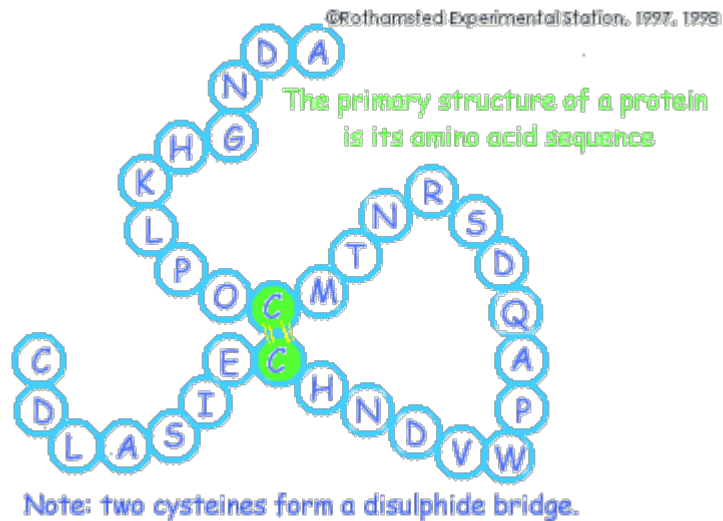 ©Rothamsted Experimental Station, 1997, 1998
The primary structure of a protein
is its amino acid sequence
A
D
N
G
H
K
L
P
O
C
M
T
N
R
S
D
Q
A
P
W
V
D
N
H
C
E
I
S
A
L
D
C
Note: two cysteines form a disulphide bridge.